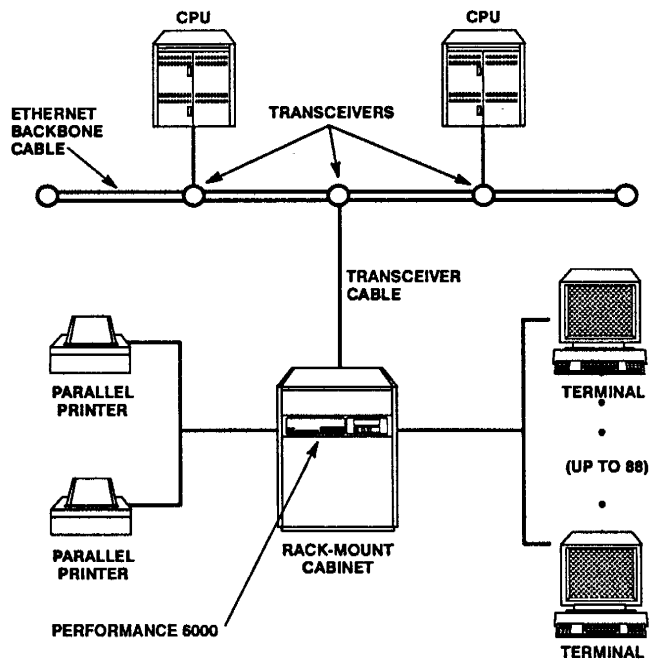 CPU
CPU
ETHERNET
BACKBONE
CABLE
TRANSCEIVERS
TRANSCEIVER
CABLE
PARALLEL
PRINTER
TERMINAL
(UP TO 88)
PARALLEL
PRINTER
RACK-MOUNT
CABINET
PERFORMANCE 6000
TERMINAL